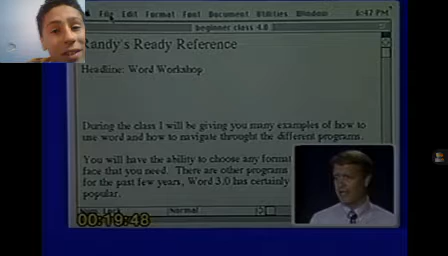 File Edit Format Font Document Utilities Window 6:47 PM
beginner class 4.0
Randy's Ready Reference
Headline: Word Workshop
During the class I will be giving you many examples of how to
use word and how to navigate throught the different programs.
You will have the ability to choose any format
face that you need. There are other programs
for the past few years, Word 3.0 has certainly
popular.
Num. Lock Normal
00:19:48